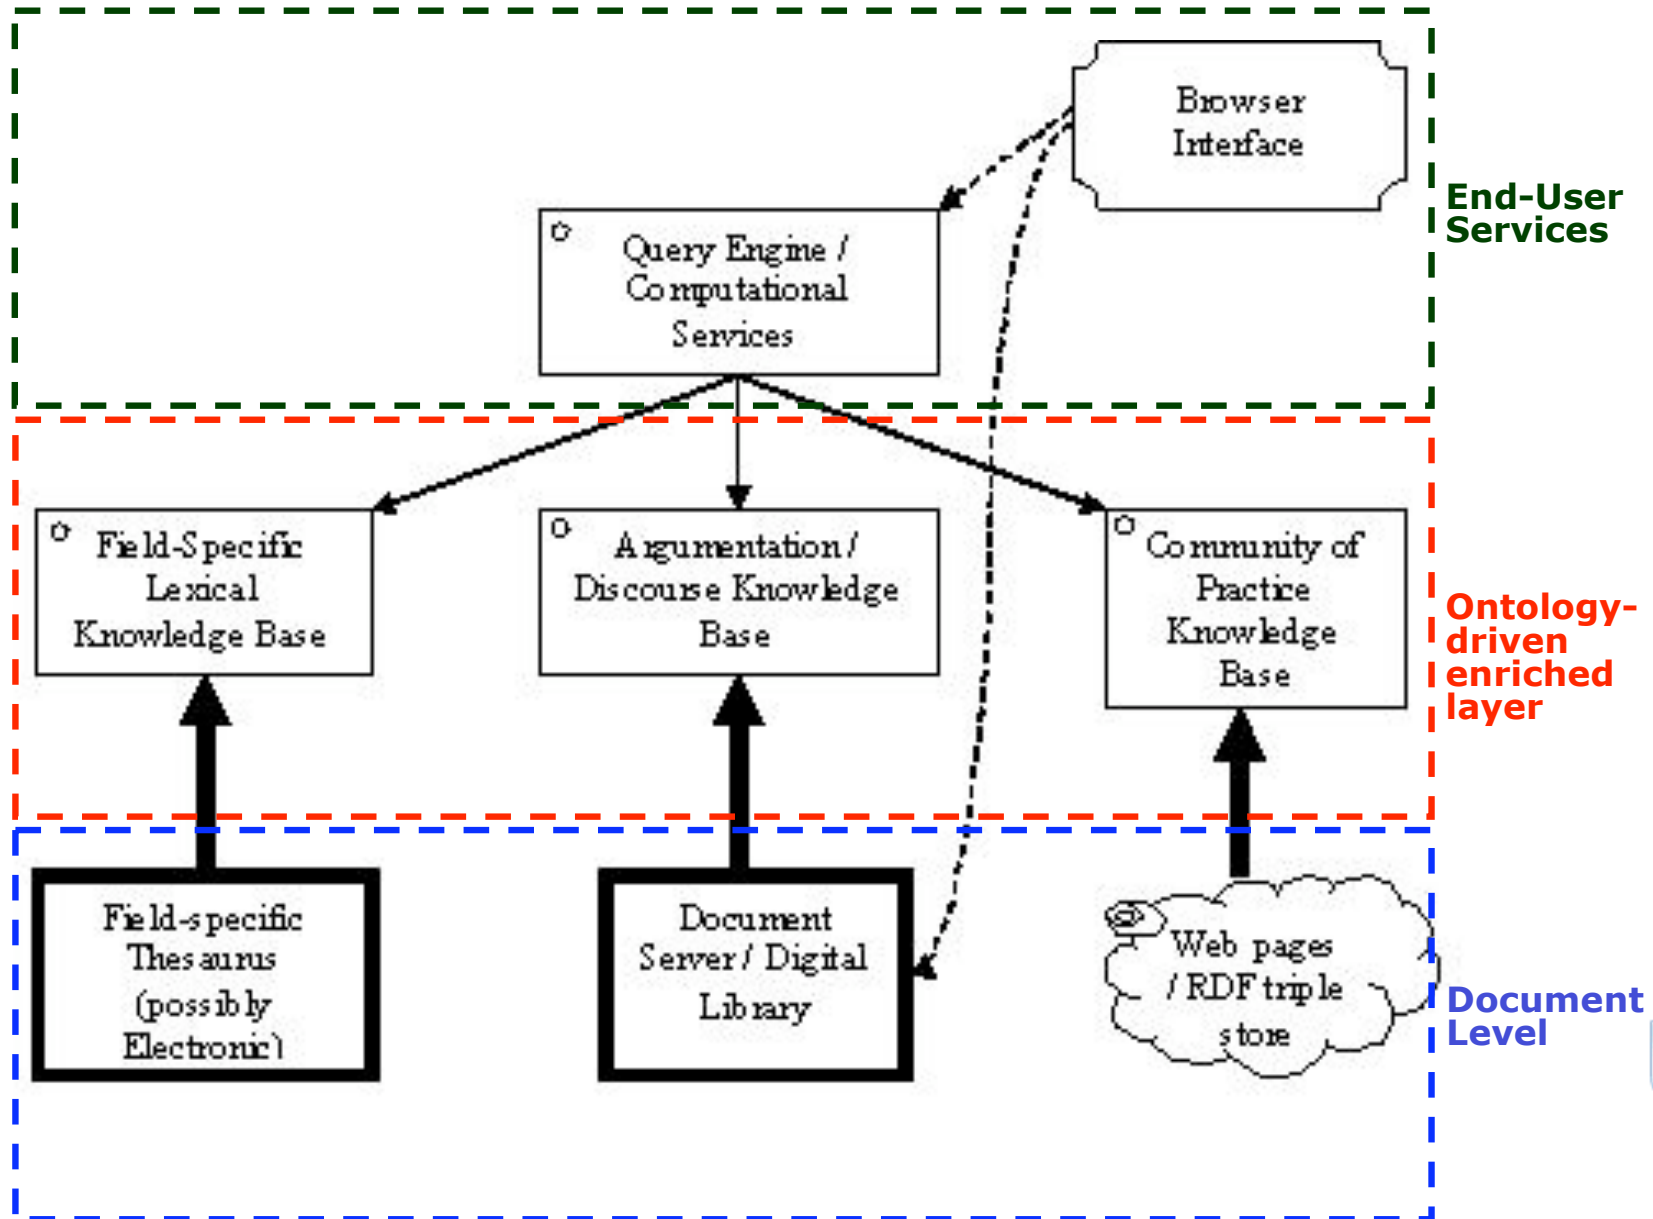 Browser
Interface
End-User
Services
Query Engine /
Computational
Services
Field-Specific
Lexical
Knowledge Base
Argumentation /
Discourse Knowledge
Base
Community of
Practice
Knowledge
Base
Ontology-
driven
enriched
layer
Field-specific
Thesaurus
(possibly
Electronic)
Document
Server / Digital
Library
Web pages
/ RDF triple
store
Document
Level